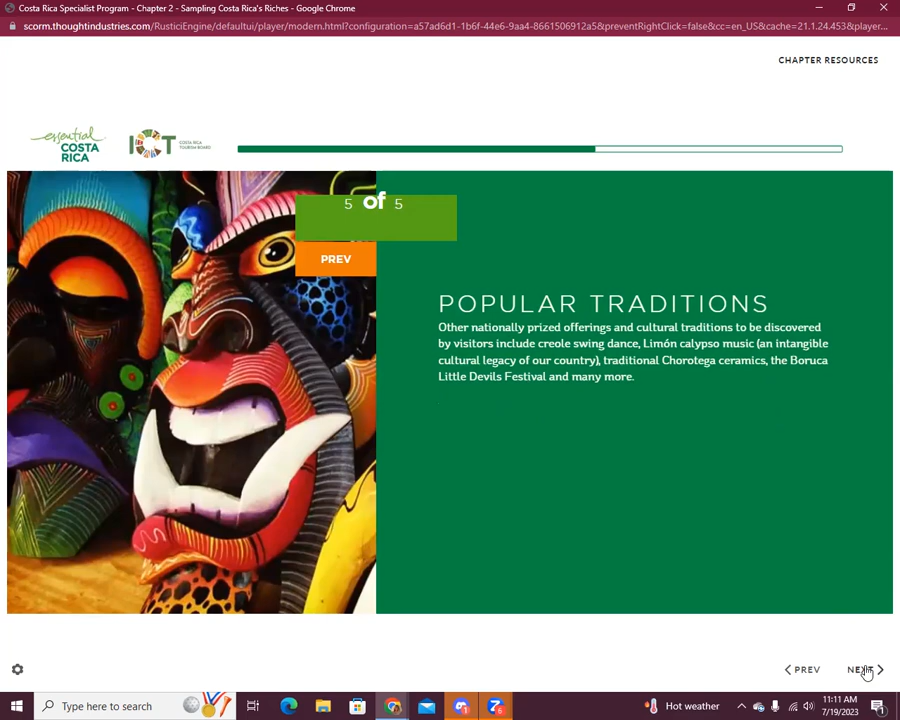 Costa Rica Specialist Program - Chapter 2 - Sampling Costa Rica's Riches - Google Chrome
scorm.thoughtindustries.com/RusticiEngine/defaultui/player/modern.html?configuration=a57ad6d1-1b6f-44e6-9aa4-8661506912a5&preventRightClick=false&cc=en_US&cache=21.1.24.453&player...
CHAPTER RESOURCES
essential
COSTA
RICA
ICT
COSTA RICA
TOURISM BOARD
5 of 5
PREV
POPULAR TRADITIONS
Other nationally prized offerings and cultural traditions to be discovered
by visitors include creole swing dance, Limón calypso music (an intangible
cultural legacy of our country), traditional Chorotega ceramics, the Boruca
Little Devils Festival and many more.
PREV
NEXT
Type here to search
Hot weather
11:11 AM
7/19/2023